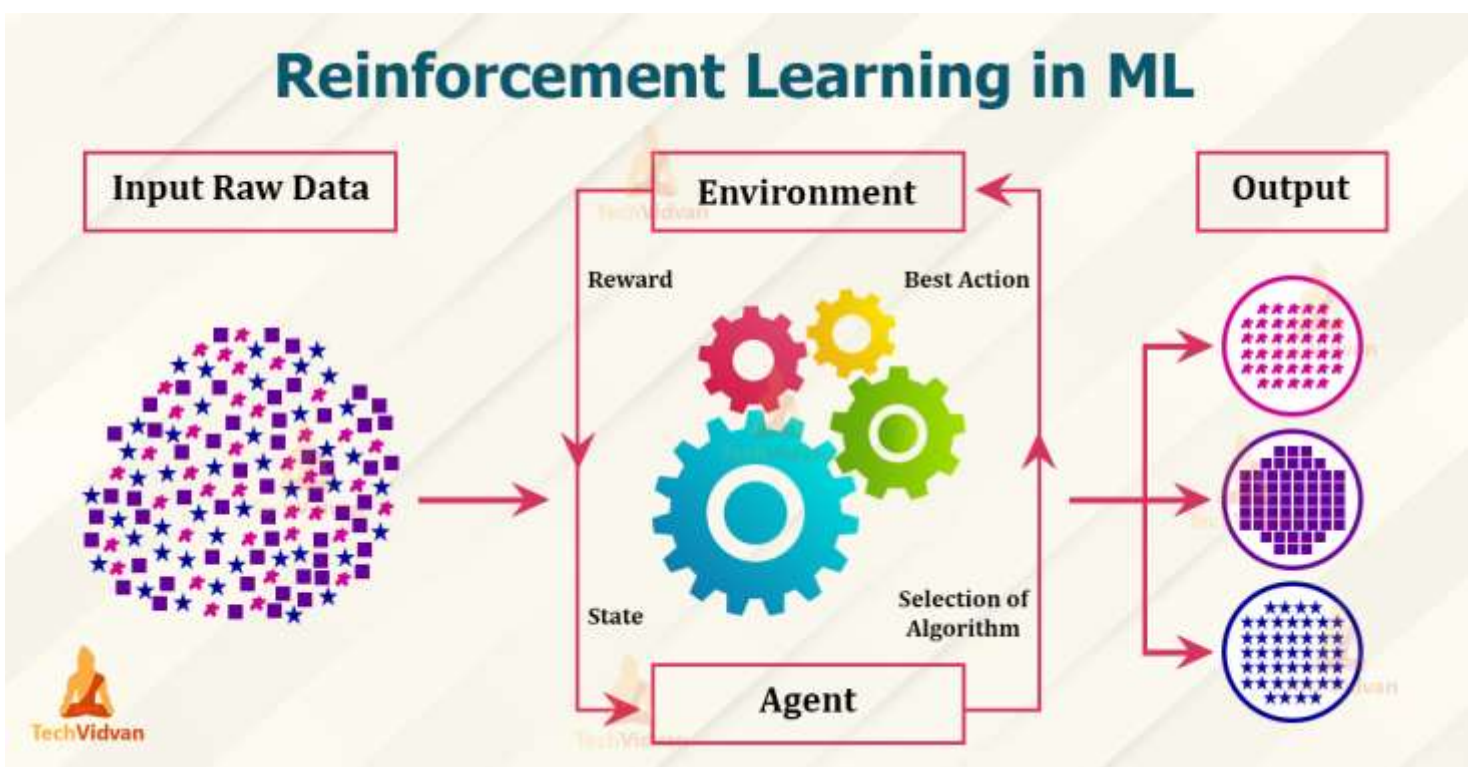 Reinforcement Learning in ML
Input Raw Data
Environment
Output
Reward
Best Action
State
Selection of
Algorithm
Agent
TechVidvan